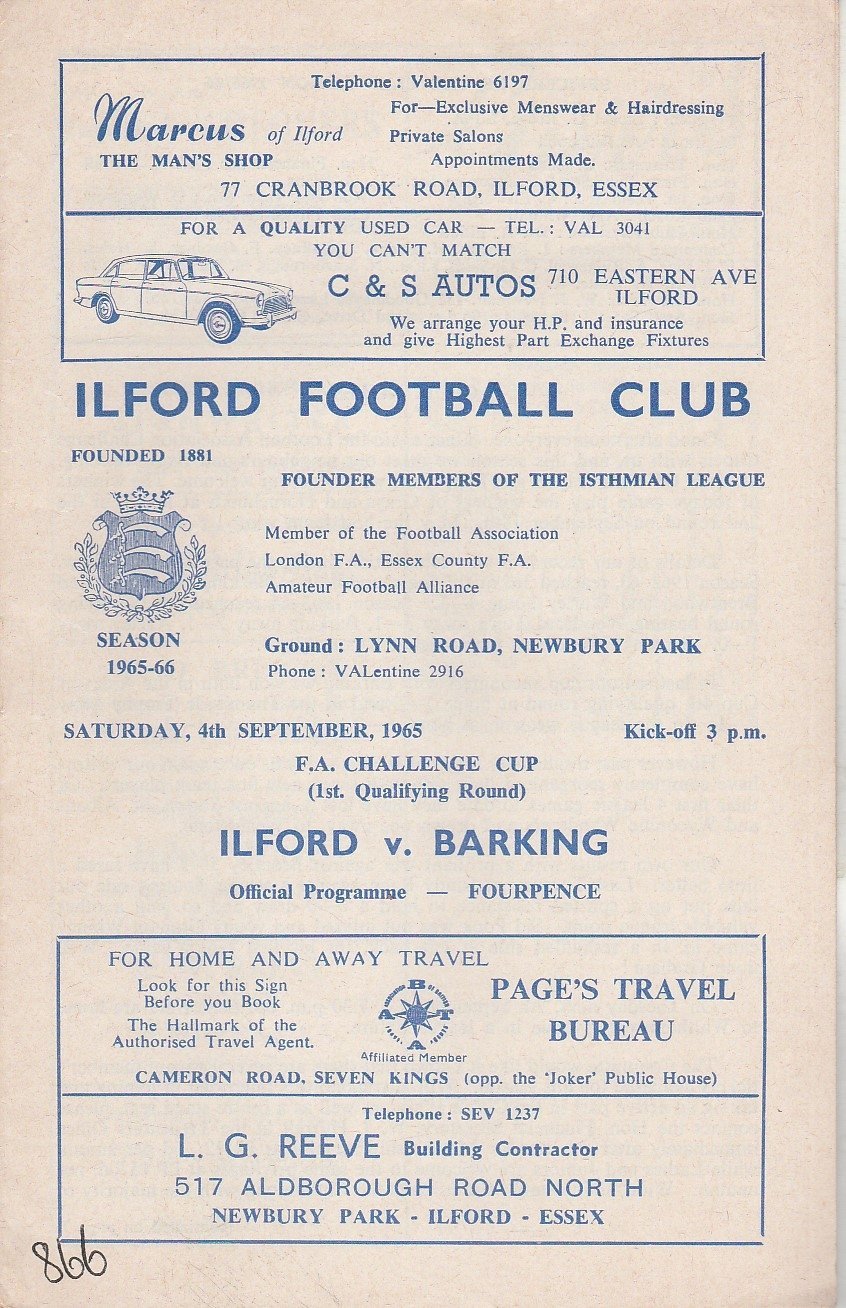 Telephone : Valentine 6197
Marcus of Ilford
For—Exclusive Menswear & Hairdressing
Private Salons
THE MAN'S SHOP
Appointments Made.
77 CRANBROOK ROAD, ILFORD, ESSEX
FOR A QUALITY USED CAR — TEL. : VAL 3041
YOU CAN'T MATCH
C & S AUTOS 710 EASTERN AVE
ILFORD
We arrange your H.P. and insurance
and give Highest Part Exchange Fixtures
ILFORD FOOTBALL CLUB
FOUNDED 1881
FOUNDER MEMBERS OF THE ISTHMIAN LEAGUE
Member of the Football Association
London F.A., Essex County F.A.
Amateur Football Alliance
SEASON
1965-66
Ground : LYNN ROAD, NEWBURY PARK
Phone : VALentine 2916
SATURDAY, 4th SEPTEMBER, 1965 Kick-off 3 p.m.
F.A. CHALLENGE CUP
(1st. Qualifying Round)
ILFORD v. BARKING
Official Programme — FOURPENCE
FOR HOME AND AWAY TRAVEL
Look for this Sign
Before you Book
The Hallmark of the
Authorised Travel Agent.
A B T A
Affiliated Member
PAGE'S TRAVEL
BUREAU
CAMERON ROAD, SEVEN KINGS (opp. the 'Joker' Public House)
Telephone : SEV 1237
L. G. REEVE Building Contractor
517 ALDBOROUGH ROAD NORTH
NEWBURY PARK - ILFORD - ESSEX
866